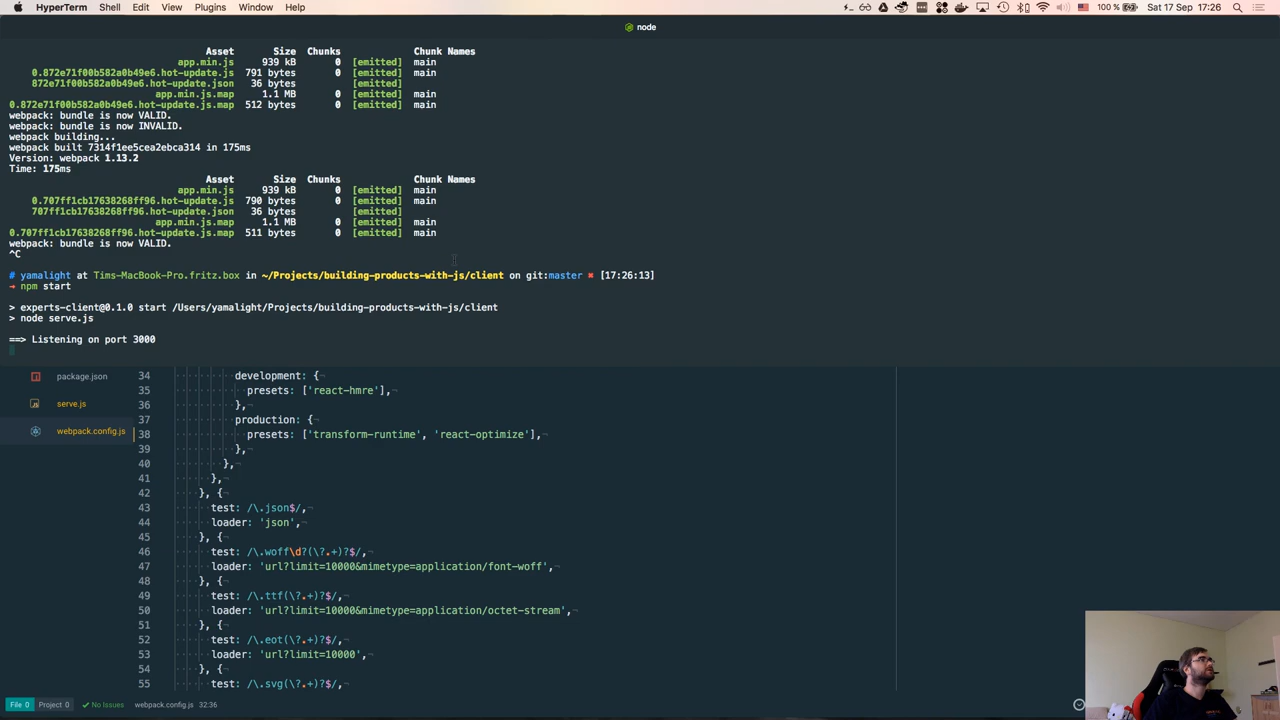 HyperTerm Shell Edit View Plugins Window Help 100 % Sat 17 Sep 17:26
node
Asset Size Chunks Chunk Names
app.min.js 939 kB 0 [emitted] main
0.872e71f00b582a0b49e6.hot-update.js 791 bytes 0 [emitted] main
872e71f00b582a0b49e6.hot-update.json 36 bytes [emitted]
app.min.js.map 1.1 MB 0 [emitted] main
0.872e71f00b582a0b49e6.hot-update.js.map 512 bytes 0 [emitted] main
webpack: bundle is now VALID.
webpack: bundle is now INVALID.
webpack building...
webpack built 7314f1ee5cea2ebca314 in 175ms
Version: webpack 1.13.2
Time: 175ms
Asset Size Chunks Chunk Names
app.min.js 939 kB 0 [emitted] main
0.707ff1cb17638268ff96.hot-update.js 790 bytes 0 [emitted] main
707ff1cb17638268ff96.hot-update.json 36 bytes [emitted]
app.min.js.map 1.1 MB 0 [emitted] main
0.707ff1cb17638268ff96.hot-update.js.map 511 bytes 0 [emitted] main
webpack: bundle is now VALID.
^C
# yamalight at Tims-MacBook-Pro.fritz.box in ~/Projects/building-products-with-js/client on git:master ✖ [17:26:13]
→ npm start
> experts-client@0.1.0 start /Users/yamalight/Projects/building-products-with-js/client
> node serve.js
==> Listening on port 3000
package.json
serve.js
webpack.config.js
34 development: {¬
35 presets: ['react-hmre'],¬
36 },¬
37 production: {¬
38 presets: ['transform-runtime', 'react-optimize'],¬
39 },¬
40 },¬
41 },¬
42 }, {¬
43 test: /\.json$/,¬
44 loader: 'json',¬
45 }, {¬
46 test: /\.woff\d?(\?.+)?$/,¬
47 loader: 'url?limit=10000&mimetype=application/font-woff',¬
48 }, {¬
49 test: /\.ttf(\?.+)?$/,¬
50 loader: 'url?limit=10000&mimetype=application/octet-stream',¬
51 }, {¬
52 test: /\.eot(\?.+)?$/,¬
53 loader: 'url?limit=10000',¬
54 }, {¬
55 test: /\.svg(\?.+)?$/,¬
File 0 Project 0 No Issues webpack.config.js 32:36